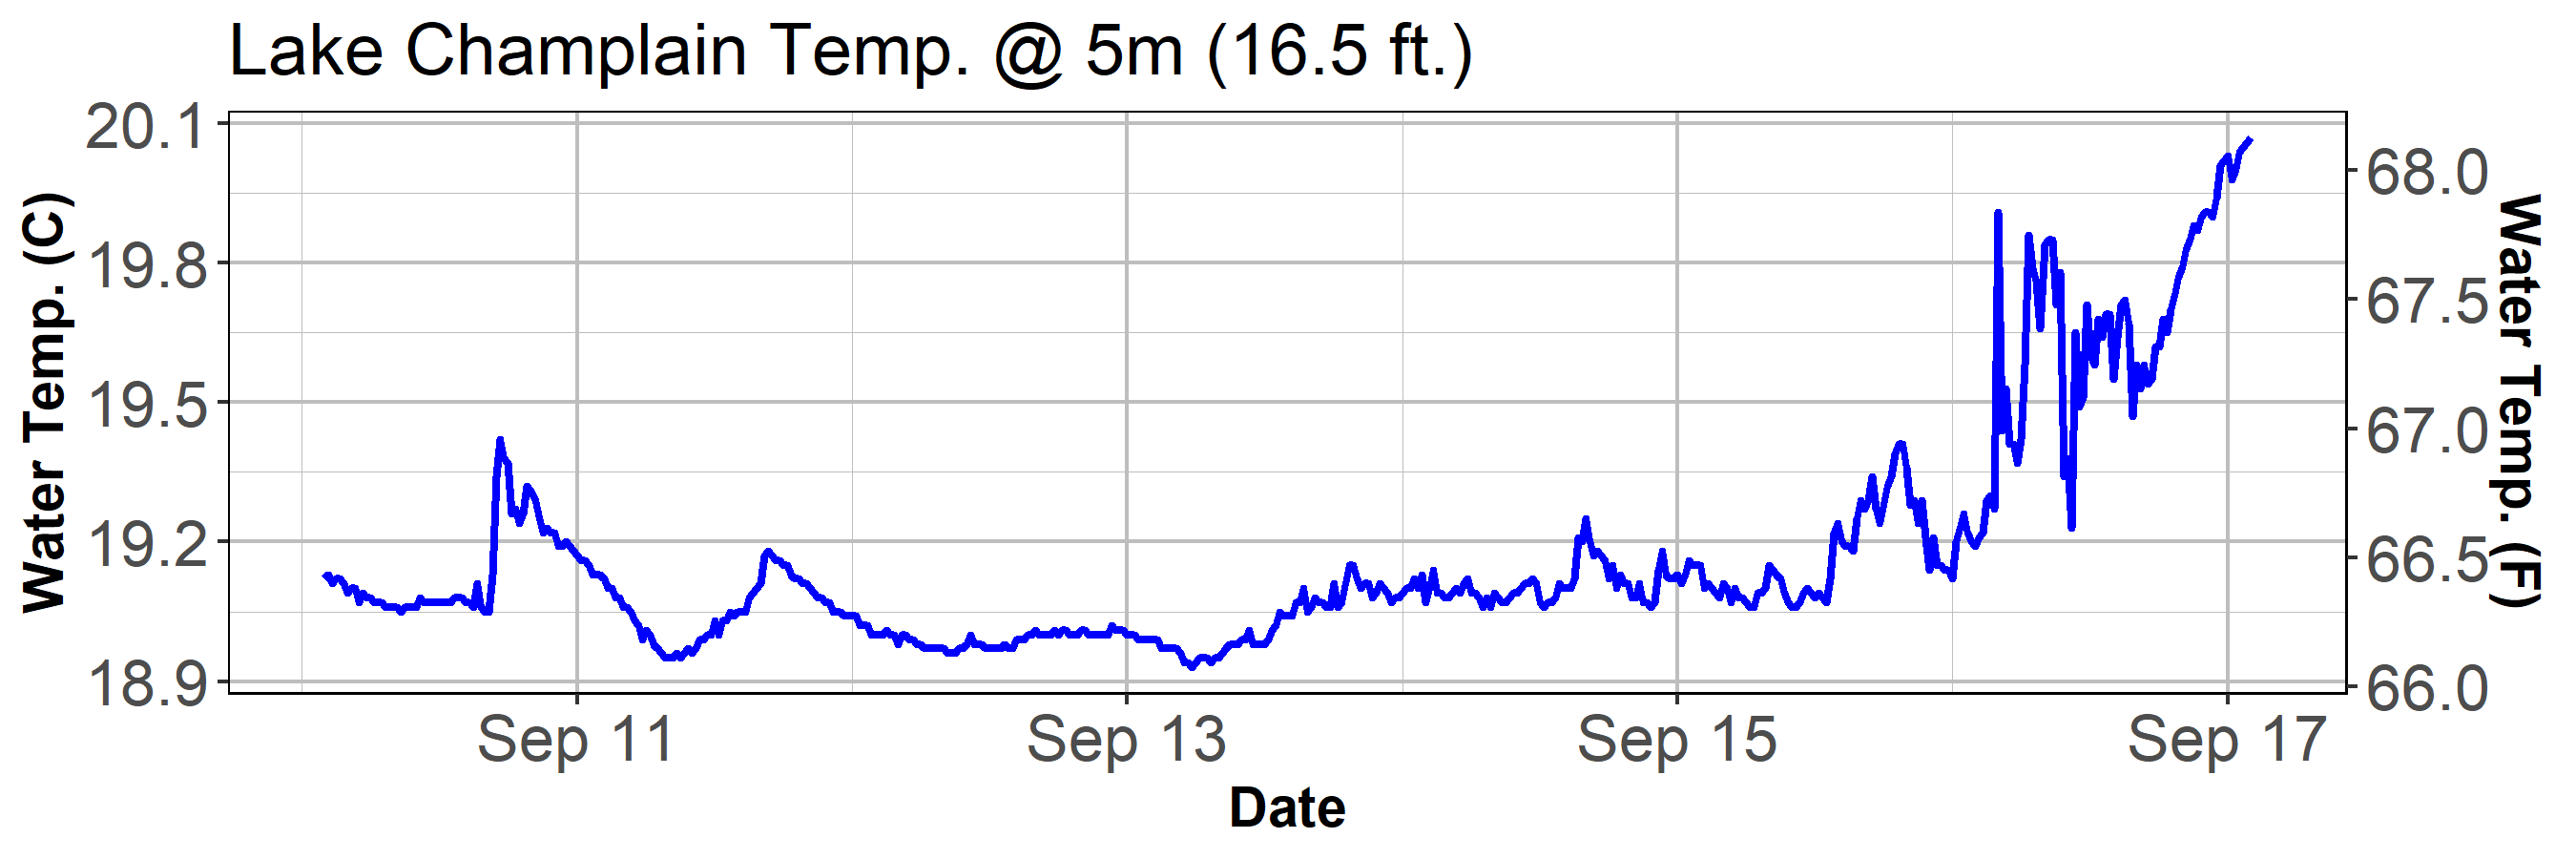 Lake Champlain Temp. @ 5m (16.5 ft.)
Water Temp. (C)
20.1
19.8
19.5
19.2
18.9
68.0
67.5
67.0
66.5
66.0
Water Temp. (F)
Sep 11
Sep 13
Sep 15
Sep 17
Date